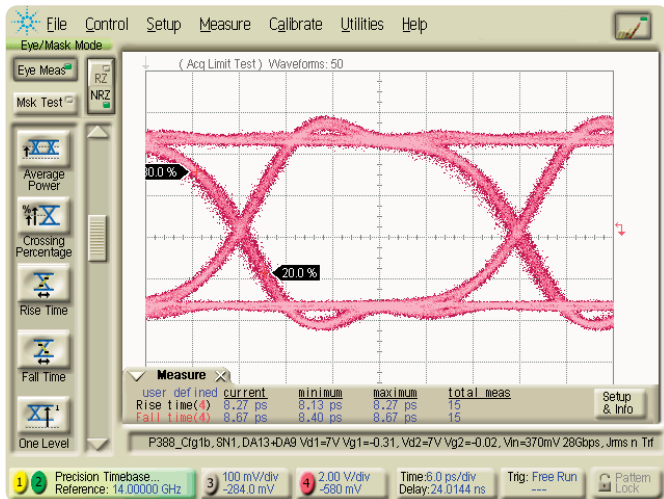 File Control Setup Measure Calibrate Utilities Help
Eye/Mask Mode
Eye Meas
RZ
NRZ
Msk Test
( Acq Limit Test ) Waveforms: 50
Average
Power
80.0 %
Crossing
Percentage
20.0 %
Rise Time
Fall Time
One Level
Measure
user defined current minimum maximum total meas
Rise time(4) 8.27 ps 8.13 ps 8.27 ps 15
Fall time(4) 8.67 ps 8.40 ps 8.67 ps 15
Setup
& Info
P388_Cfg1b, SN1, DA13+DA9 Vd1=7V Vg1=-0.31, Vd2=7V Vg2=-0.02, Vin=370mV 28Gbps, Jrms n Trf
1 2 Precision Timebase...
Reference: 14.00000 GHz
3 100 mV/div
-284.0 mV
4 2.00 V/div
-580 mV
Time:6.0 ps/div
Delay:24.0144 ns
Trig: Free Run
---
Pattern
Lock